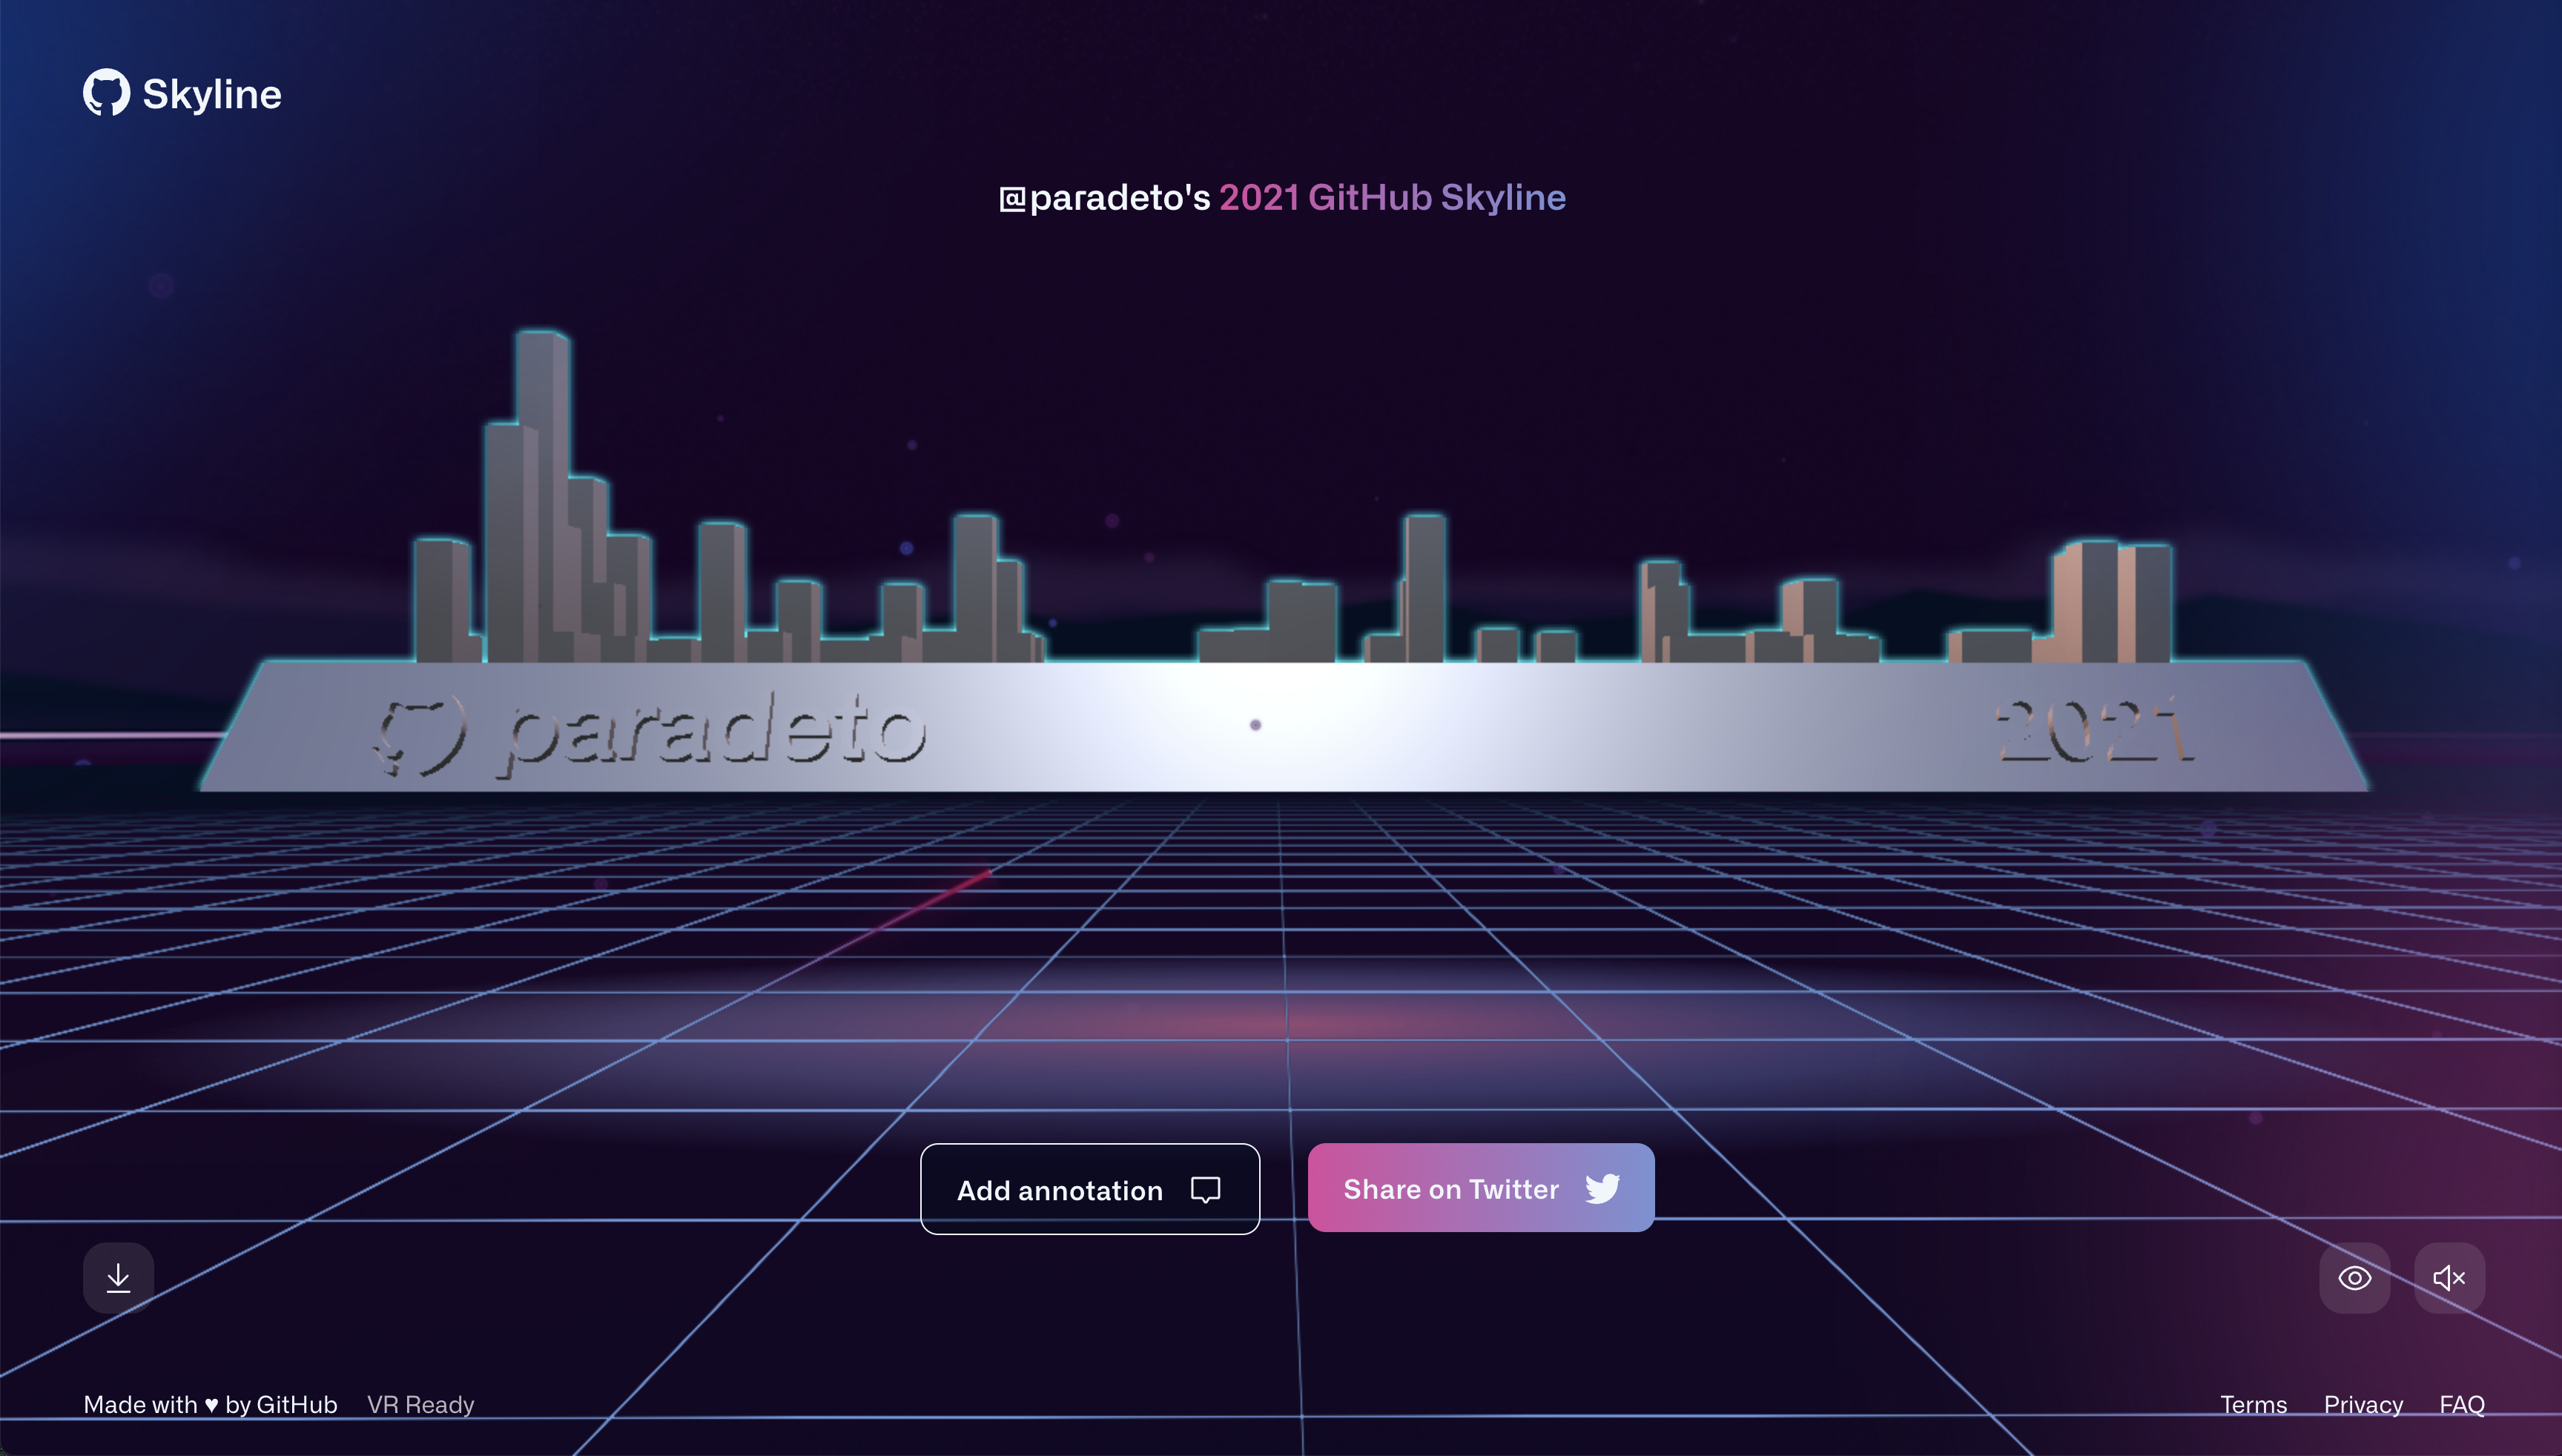 Skyline
@paradeto's 2021 GitHub Skyline
paradeto 2021
Add annotation
Share on Twitter
Made with ♥ by GitHub VR Ready
Terms Privacy FAQ